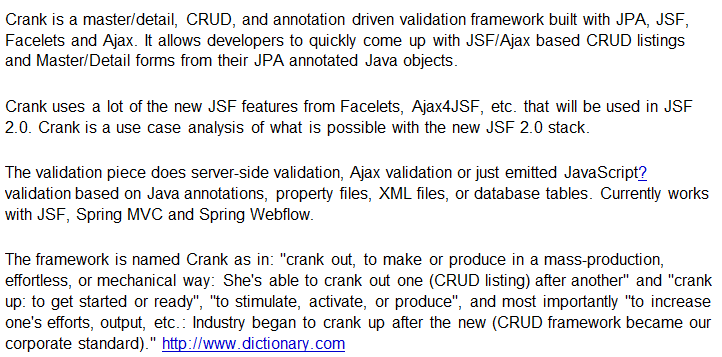 Crank is a master/detail, CRUD, and annotation driven validation framework built with JPA, JSF,
Facelets and Ajax. It allows developers to quickly come up with JSF/Ajax based CRUD listings
and Master/Detail forms from their JPA annotated Java objects.
Crank uses a lot of the new JSF features from Facelets, Ajax4JSF, etc. that will be used in JSF
2.0. Crank is a use case analysis of what is possible with the new JSF 2.0 stack.
The validation piece does server-side validation, Ajax validation or just emitted JavaScript?
validation based on Java annotations, property files, XML files, or database tables. Currently works
with JSF, Spring MVC and Spring Webflow.
The framework is named Crank as in: "crank out, to make or produce in a mass-production,
effortless, or mechanical way: She's able to crank out one (CRUD listing) after another" and "crank
up: to get started or ready", "to stimulate, activate, or produce", and most importantly "to increase
one's efforts, output, etc.: Industry began to crank up after the new (CRUD framework became our
corporate standard)." http://www.dictionary.com